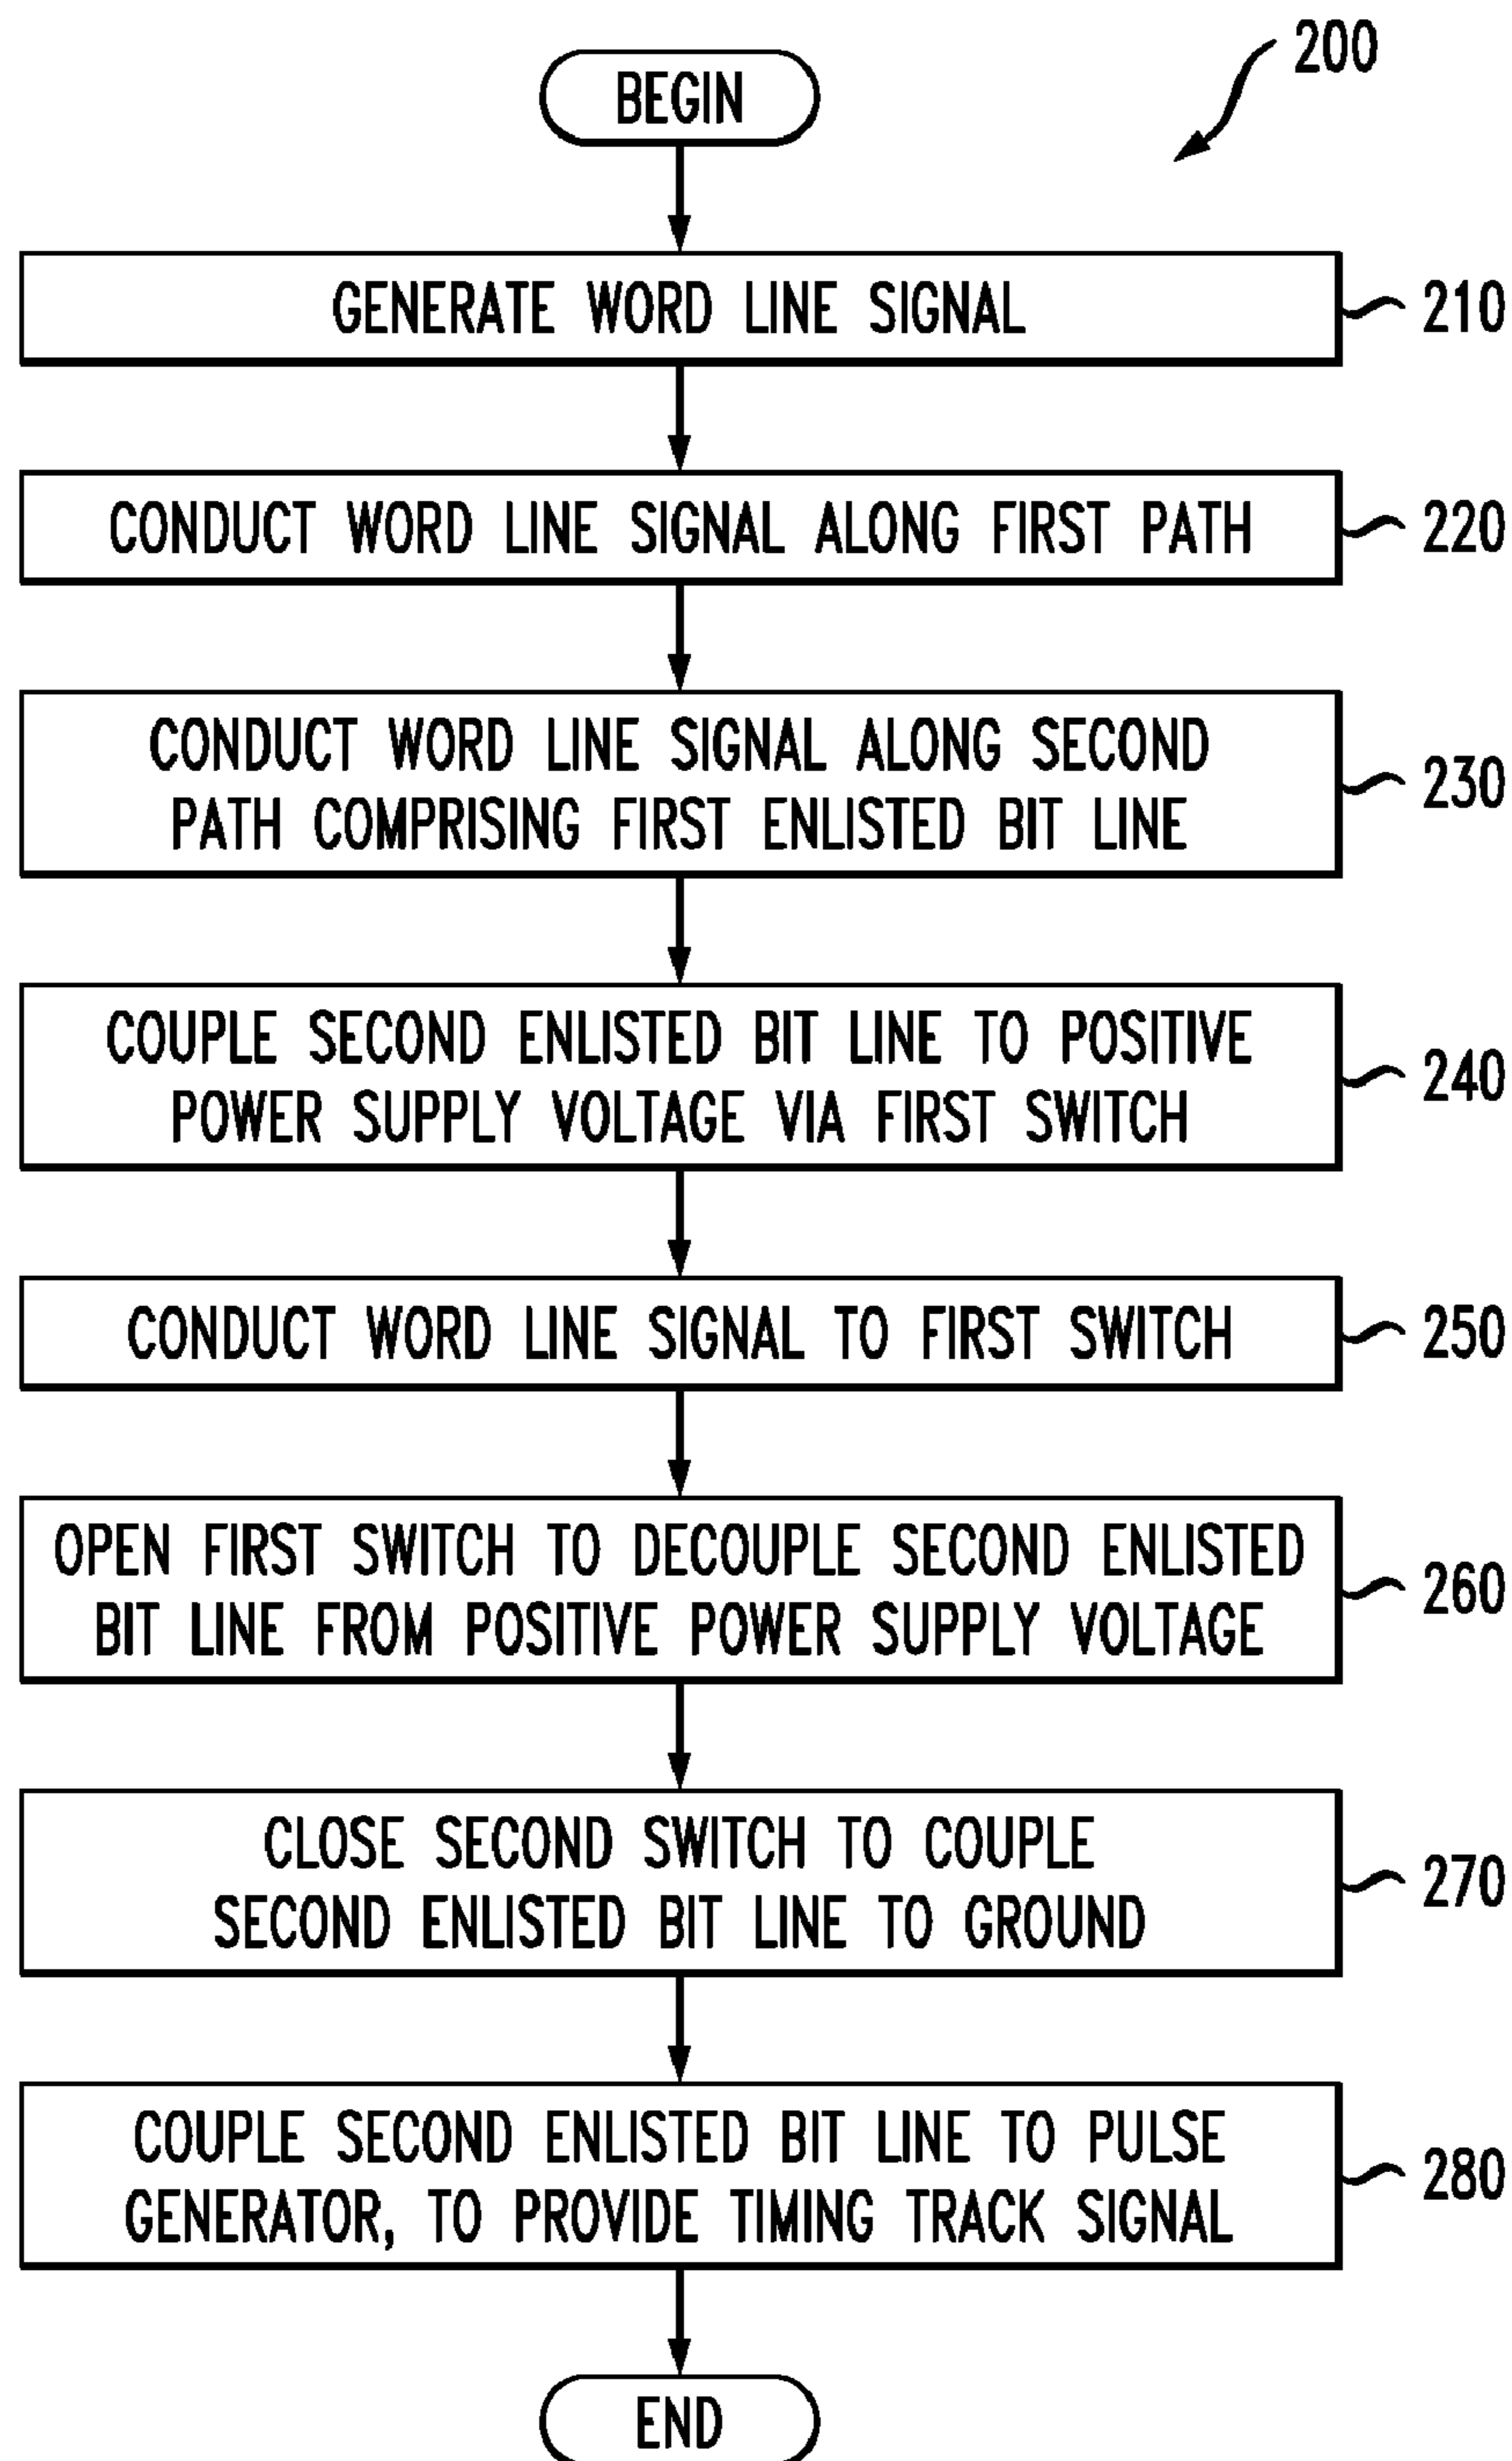 200
BEGIN
GENERATE WORD LINE SIGNAL
210
CONDUCT WORD LINE SIGNAL ALONG FIRST PATH
220
CONDUCT WORD LINE SIGNAL ALONG SECOND
PATH COMPRISING FIRST ENLISTED BIT LINE
230
COUPLE SECOND ENLISTED BIT LINE TO POSITIVE
POWER SUPPLY VOLTAGE VIA FIRST SWITCH
240
CONDUCT WORD LINE SIGNAL TO FIRST SWITCH
250
OPEN FIRST SWITCH TO DECOUPLE SECOND ENLISTED
BIT LINE FROM POSITIVE POWER SUPPLY VOLTAGE
260
CLOSE SECOND SWITCH TO COUPLE
SECOND ENLISTED BIT LINE TO GROUND
270
COUPLE SECOND ENLISTED BIT LINE TO PULSE
GENERATOR, TO PROVIDE TIMING TRACK SIGNAL
280
END